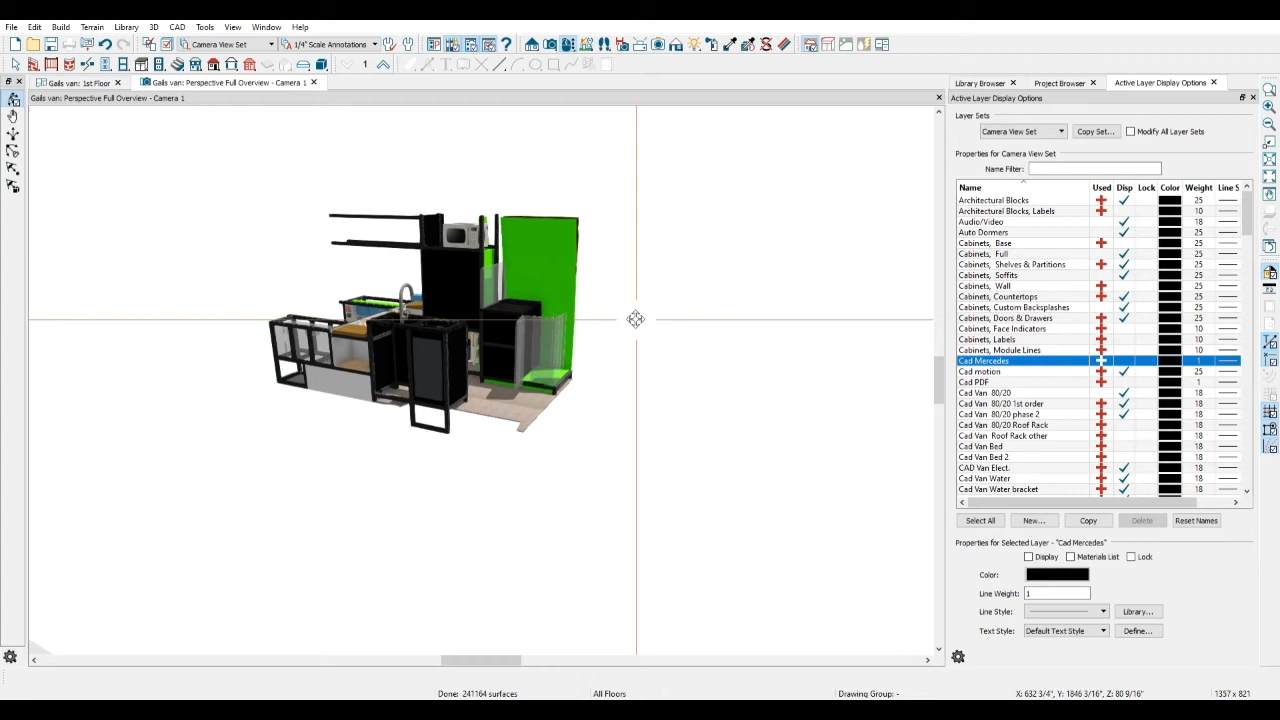 File Edit Build Terrain Library 3D CAD Tools View Window Help
Camera View Set 1/4" Scale Annotations
1
Gails van: 1st Floor Gails van: Perspective Full Overview - Camera 1
Gails van: Perspective Full Overview - Camera 1
Library Browser Project Browser Active Layer Display Options
Active Layer Display Options
Layer Sets
Camera View Set Copy Set... Modify All Layer Sets
Properties for Camera View Set
Name Filter:
Name Used Disp Lock Color Weight Line S
Architectural Blocks 25
Architectural Blocks, Labels 10
Audio/Video 18
Auto Dormers 25
Cabinets, Base 25
Cabinets, Full 25
Cabinets, Shelves & Partitions 25
Cabinets, Soffits 25
Cabinets, Wall 25
Cabinets, Countertops 25
Cabinets, Custom Backsplashes 25
Cabinets, Doors & Drawers 25
Cabinets, Face Indicators 10
Cabinets, Labels 10
Cabinets, Module Lines 10
Cad Mercedes 1
Cad motion 25
Cad PDF 1
Cad Van 80/20 18
Cad Van 80/20 1st order 18
Cad Van 80/20 phase 2 18
Cad Van 80/20 Roof Rack 18
Cad Van Roof Rack other 18
Cad Van Bed 18
Cad Van Bed 2 18
CAD Van Elect. 18
Cad Van Water 18
Cad Van Water bracket 18
Select All New... Copy Delete Reset Names
Properties for Selected Layer - "Cad Mercedes"
Display Materials List Lock
Color:
Line Weight: 1
Line Style: Library...
Text Style: Default Text Style Define...
Done: 241164 surfaces All Floors Drawing Group: - X: 632 3/4", Y: 1846 3/16", Z: 80 9/16" 1357 x 821